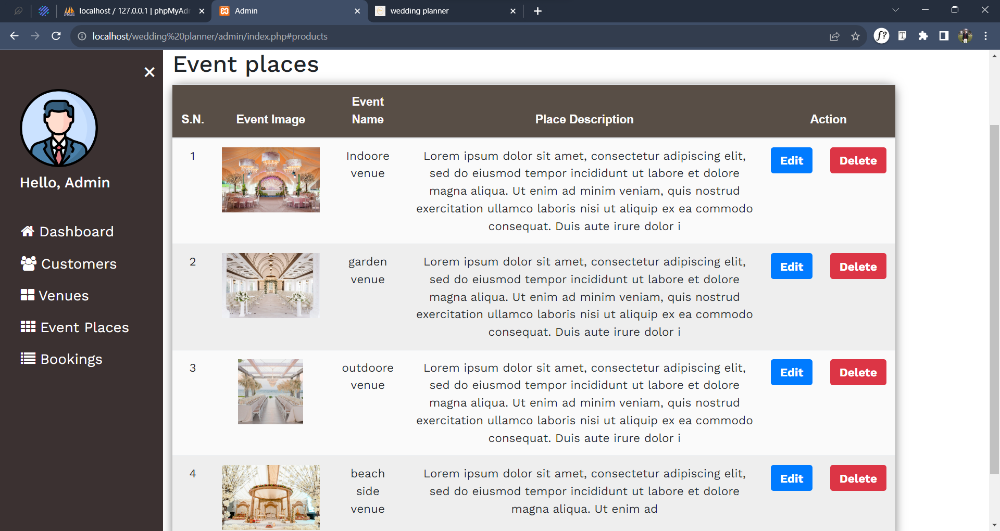 localhost / 127.0.0.1 | phpMyAdr
Admin
wedding planner
localhost/wedding%20planner/admin/index.php#products
Hello, Admin
Dashboard
Customers
Venues
Event Places
Bookings
Event places
S.N. Event Image Event Name Place Description Action
1 Indoore venue
Lorem ipsum dolor sit amet, consectetur adipiscing elit,
sed do eiusmod tempor incididunt ut labore et dolore
magna aliqua. Ut enim ad minim veniam, quis nostrud
exercitation ullamco laboris nisi ut aliquip ex ea commodo
consequat. Duis aute irure dolor i
Edit Delete
2 garden venue
Lorem ipsum dolor sit amet, consectetur adipiscing elit,
sed do eiusmod tempor incididunt ut labore et dolore
magna aliqua. Ut enim ad minim veniam, quis nostrud
exercitation ullamco laboris nisi ut aliquip ex ea commodo
consequat. Duis aute irure dolor i
Edit Delete
3 outdoore venue
Lorem ipsum dolor sit amet, consectetur adipiscing elit,
sed do eiusmod tempor incididunt ut labore et dolore
magna aliqua. Ut enim ad minim veniam, quis nostrud
exercitation ullamco laboris nisi ut aliquip ex ea commodo
consequat. Duis aute irure dolor i
Edit Delete
4 beach side venue
Lorem ipsum dolor sit amet, consectetur adipiscing elit,
sed do eiusmod tempor incididunt ut labore et dolore
magna aliqua. Ut enim ad
Edit Delete